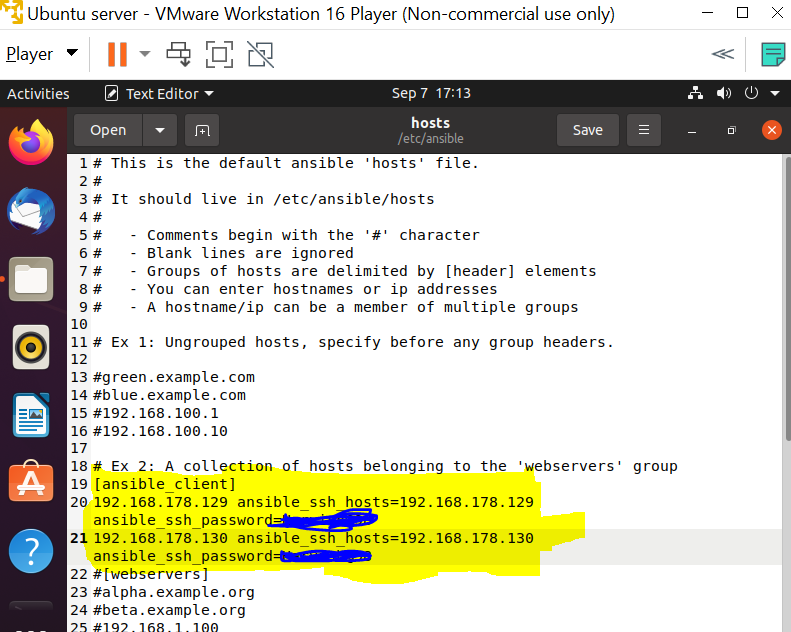 Ubuntu server - VMware Workstation 16 Player (Non-commercial use only)
Player
Activities Text Editor Sep 7 17:13
Open hosts Save
/etc/ansible
1 # This is the default ansible 'hosts' file.
2 #
3 # It should live in /etc/ansible/hosts
4 #
5 #   - Comments begin with the '#' character
6 #   - Blank lines are ignored
7 #   - Groups of hosts are delimited by [header] elements
8 #   - You can enter hostnames or ip addresses
9 #   - A hostname/ip can be a member of multiple groups
10
11 # Ex 1: Ungrouped hosts, specify before any group headers.
12
13 #green.example.com
14 #blue.example.com
15 #192.168.100.1
16 #192.168.100.10
17
18 # Ex 2: A collection of hosts belonging to the 'webservers' group
19 [ansible_client]
20 192.168.178.129 ansible_ssh_hosts=192.168.178.129
ansible_ssh_password=
21 192.168.178.130 ansible_ssh_hosts=192.168.178.130
ansible_ssh_password=
22 #[webservers]
23 #alpha.example.org
24 #beta.example.org
25 #192.168.1.100